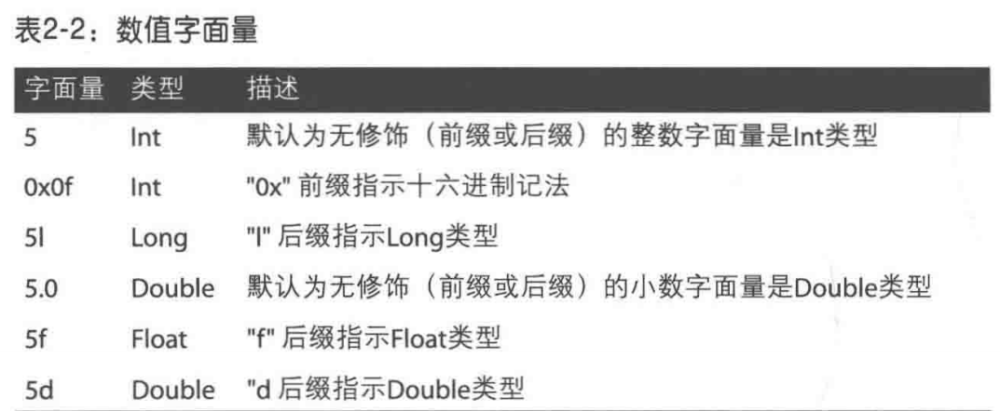 表2-2：数值字面量
字面量 类型 描述
5 Int 默认为无修饰（前缀或后缀）的整数字面量是Int类型
0x0f Int "0x" 前缀指示十六进制记法
5l Long "l" 后缀指示Long类型
5.0 Double 默认为无修饰（前缀或后缀）的小数字面量是Double类型
5f Float "f" 后缀指示Float类型
5d Double "d 后缀指示Double类型